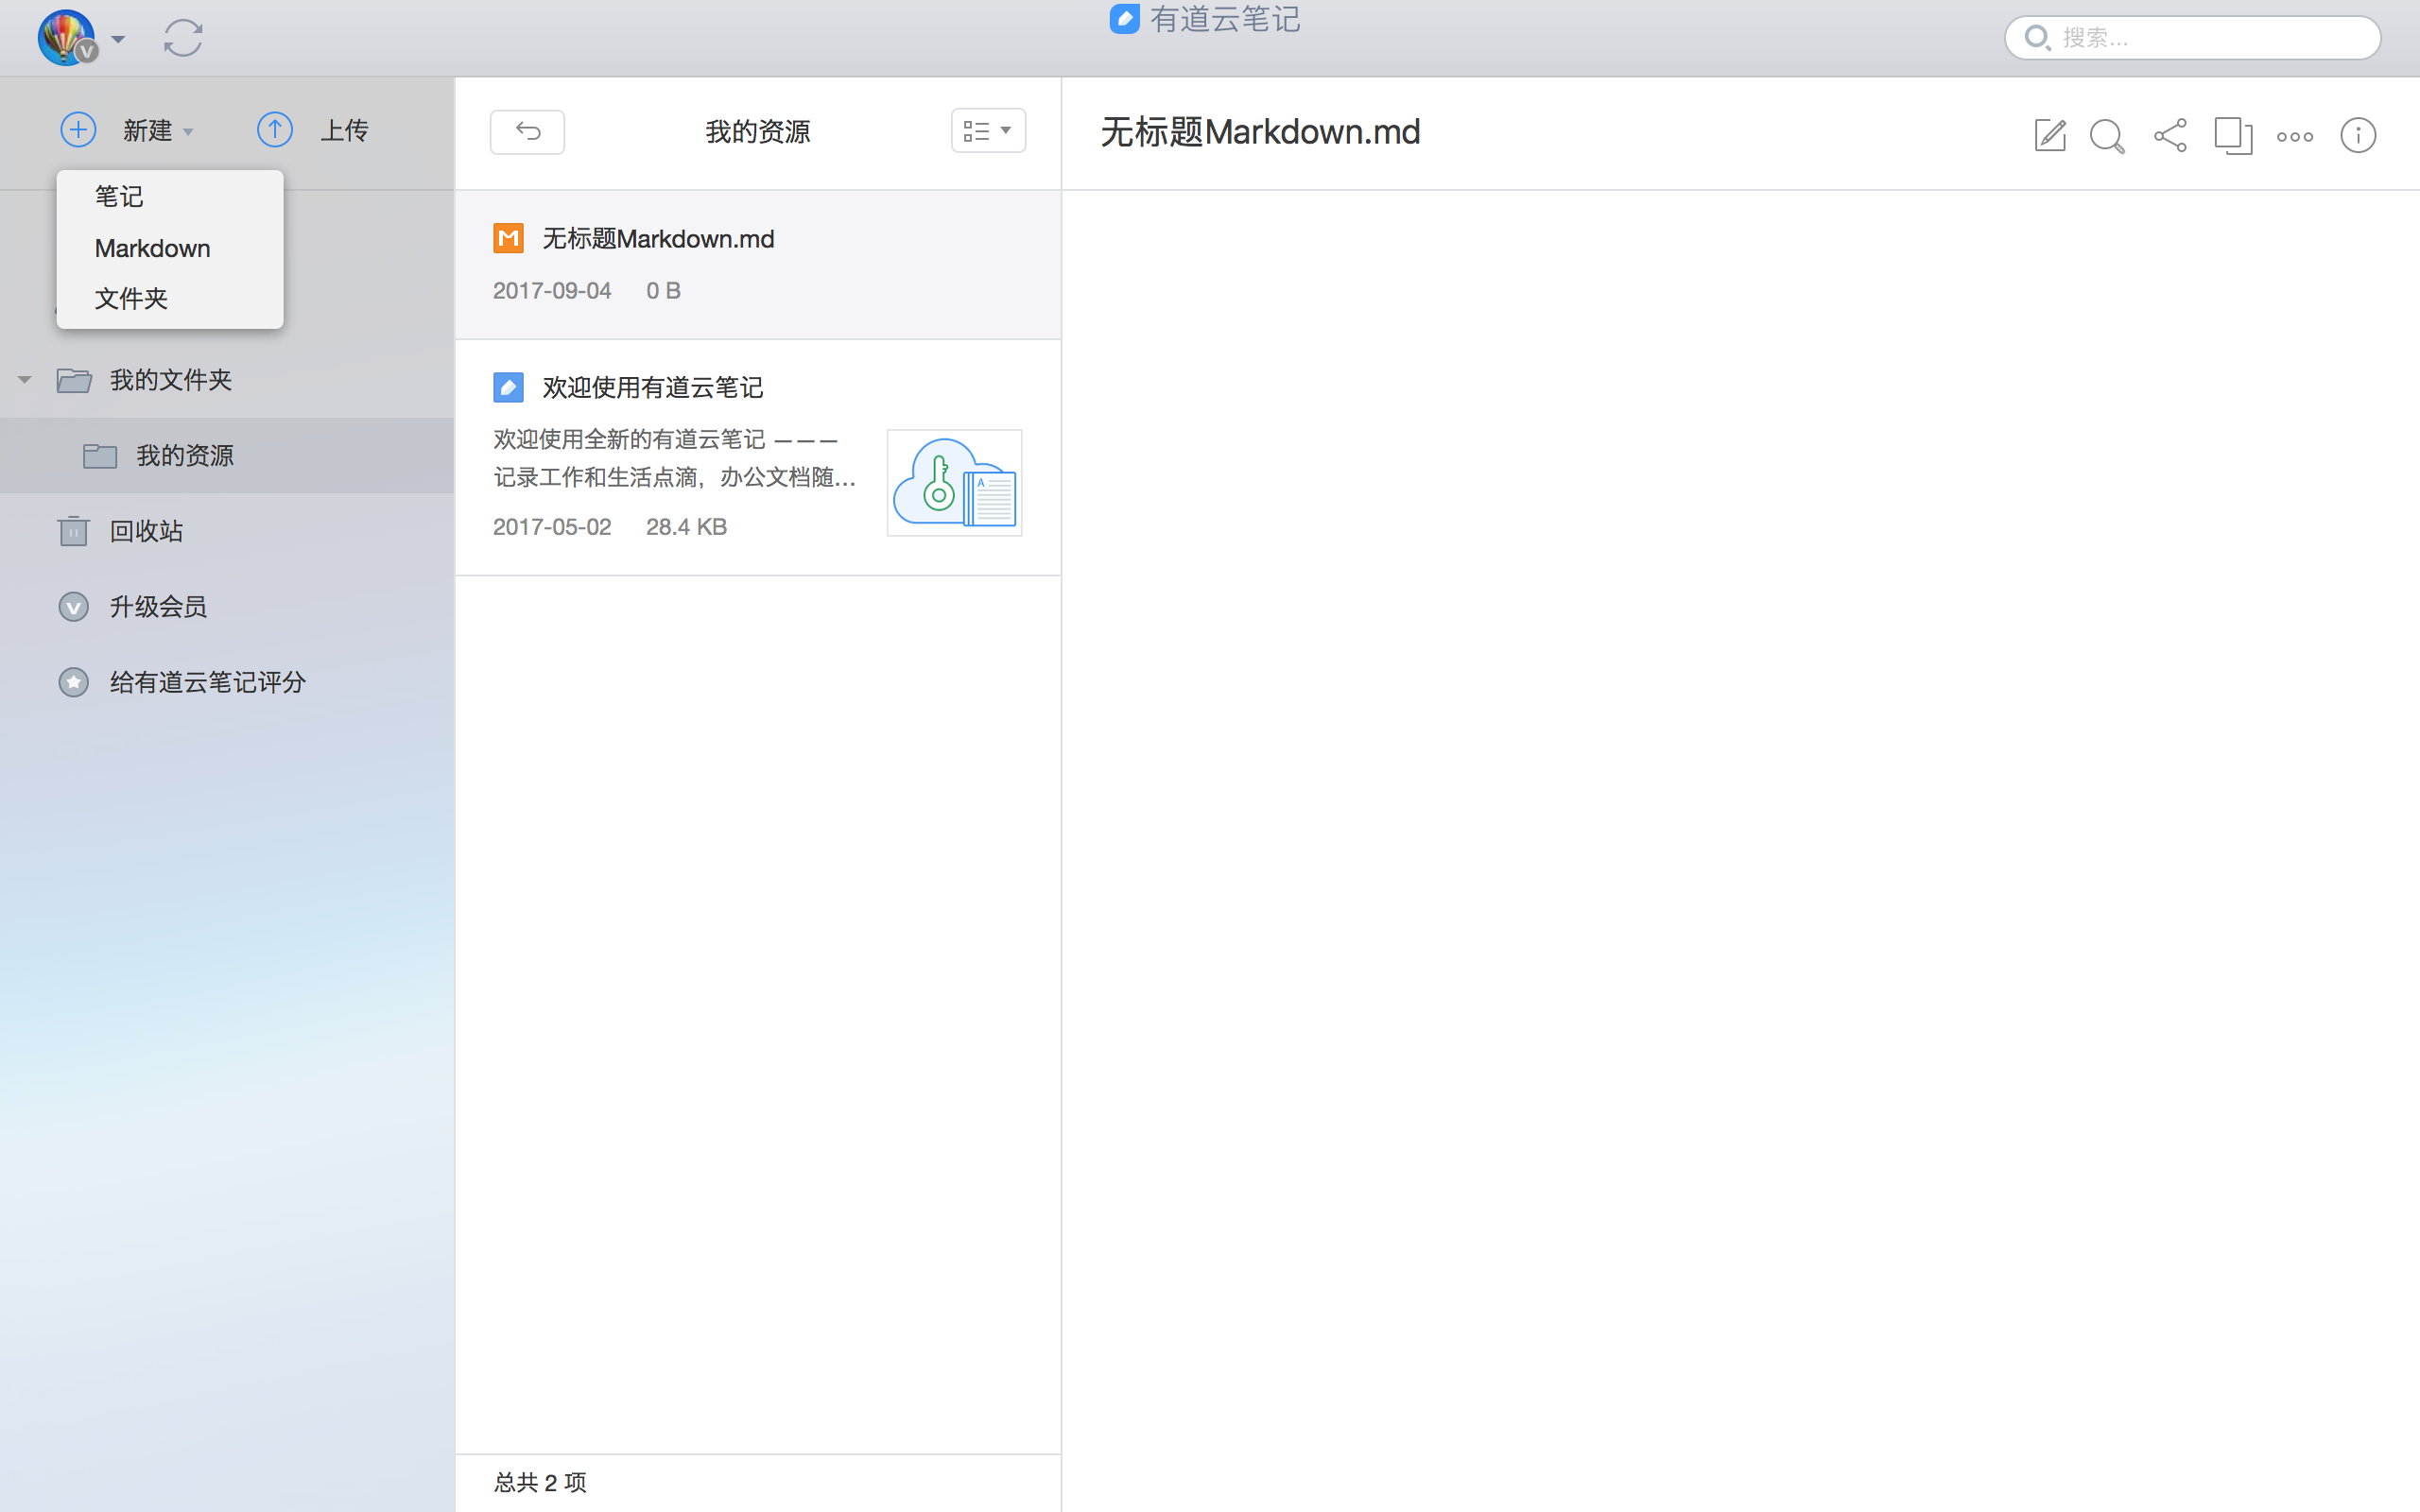 有道云笔记
搜索...
新建
上传
笔记
Markdown
文件夹
我的文件夹
我的资源
回收站
升级会员
给有道云笔记评分
我的资源
无标题Markdown.md
2017-09-04 0 B
欢迎使用有道云笔记
欢迎使用全新的有道云笔记 ———
记录工作和生活点滴，办公文档随...
2017-05-02 28.4 KB
总共 2 项
无标题Markdown.md